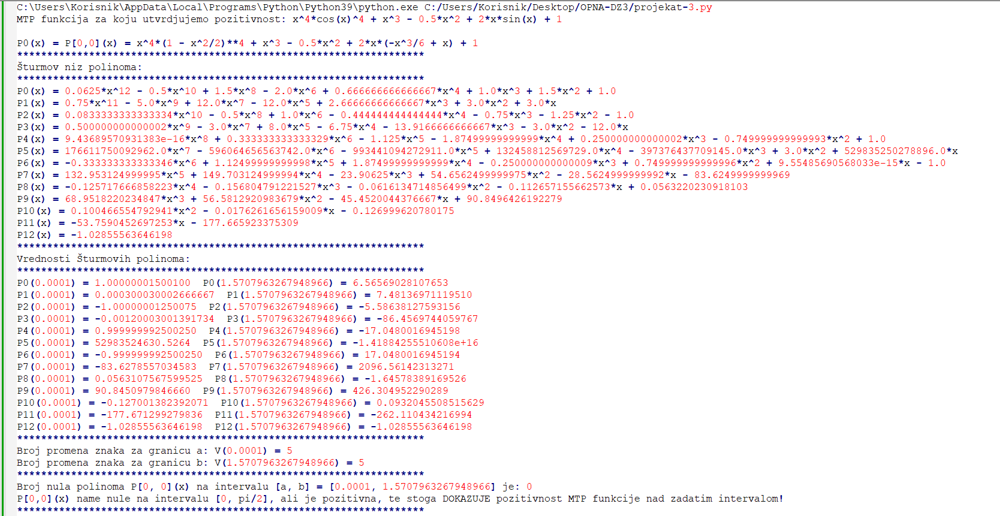 C:\Users\Korisnik\AppData\Local\Programs\Python\Python39\python.exe C:/Users/Korisnik/Desktop/OPNA-DZ3/projekat-3.py
MTP funkcija za koju utvrdjujemo pozitivnost: x^4*cos(x)^4 + x^3 - 0.5*x^2 + 2*x*sin(x) + 1
P0(x) = P[0,0](x) = x^4*(1 - x^2/2)**4 + x^3 - 0.5*x^2 + 2*x*(-x^3/6 + x) + 1
********************************************************************
Šturmov niz polinoma:
********************************************************************
P0(x) = 0.0625*x^12 - 0.5*x^10 + 1.5*x^8 - 2.0*x^6 + 0.666666666666667*x^4 + 1.0*x^3 + 1.5*x^2 + 1.0
P1(x) = 0.75*x^11 - 5.0*x^9 + 12.0*x^7 - 12.0*x^5 + 2.66666666666667*x^3 + 3.0*x^2 + 3.0*x
P2(x) = 0.0833333333333334*x^10 - 0.5*x^8 + 1.0*x^6 - 0.444444444444444*x^4 - 0.75*x^3 - 1.25*x^2 - 1.0
P3(x) = 0.500000000000002*x^9 - 3.0*x^7 + 8.0*x^5 - 6.75*x^4 - 13.9166666666667*x^3 - 3.0*x^2 - 12.0*x
P4(x) = 9.43689570931383e-16*x^8 + 0.333333333333329*x^6 - 1.125*x^5 - 1.87499999999999*x^4 + 0.250000000000002*x^3 - 0.749999999999993*x^2 + 1.0
P5(x) = 176611750092962.0*x^7 - 596064656563742.0*x^6 - 993441094272911.0*x^5 + 132458812569729.0*x^4 - 397376437709145.0*x^3 + 3.0*x^2 + 529835250278896.0*x
P6(x) = -0.333333333333346*x^6 + 1.12499999999998*x^5 + 1.87499999999999*x^4 - 0.250000000000009*x^3 + 0.749999999999996*x^2 + 9.55485690568033e-15*x - 1.0
P7(x) = 132.953124999995*x^5 + 149.703124999994*x^4 - 23.90625*x^3 + 54.6562499999975*x^2 - 28.5624999999992*x - 83.6249999999969
P8(x) = -0.125717666858223*x^4 - 0.156804791221527*x^3 - 0.0616134714856499*x^2 - 0.112657155662573*x + 0.0563220230918103
P9(x) = 68.9518220234847*x^3 + 56.5812920983679*x^2 - 45.4520044376667*x + 90.8496426192279
P10(x) = 0.100466554792941*x^2 - 0.0176261656159009*x - 0.126999620780175
P11(x) = -53.7590452697253*x - 177.665923375309
P12(x) = -1.02855563646198
********************************************************************
Vrednosti Šturmovih polinoma:
********************************************************************
P0(0.0001) = 1.00000001500100  P0(1.5707963267948966) = 6.56569028107653
P1(0.0001) = 0.000300030002666667  P1(1.5707963267948966) = 7.48136971119510
P2(0.0001) = -1.00000001250075  P2(1.5707963267948966) = -5.58638127593156
P3(0.0001) = -0.00120003001391734  P3(1.5707963267948966) = -86.4569744059767
P4(0.0001) = 0.999999992500250  P4(1.5707963267948966) = -17.0480016945198
P5(0.0001) = 52983524630.5264  P5(1.5707963267948966) = -1.41884255510608e+16
P6(0.0001) = -0.999999992500250  P6(1.5707963267948966) = 17.0480016945194
P7(0.0001) = -83.6278557034583  P7(1.5707963267948966) = 2096.56142313271
P8(0.0001) = 0.0563107567599525  P8(1.5707963267948966) = -1.64578389169526
P9(0.0001) = 90.8450979846660  P9(1.5707963267948966) = 426.304952290289
P10(0.0001) = -0.127001382392071  P10(1.5707963267948966) = 0.0932045508515629
P11(0.0001) = -177.671299279836  P11(1.5707963267948966) = -262.110434216994
P12(0.0001) = -1.02855563646198  P12(1.5707963267948966) = -1.02855563646198
********************************************************************
Broj promena znaka za granicu a: V(0.0001) = 5
Broj promena znaka za granicu b: V(1.5707963267948966) = 5
********************************************************************
Broj nula polinoma P[0, 0](x) na intervalu [a, b] = [0.0001, 1.5707963267948966] je: 0
P[0,0](x) name nule na intervalu [0, pi/2], ali je pozitivna, te stoga DOKAZUJE pozitivnost MTP funkcije nad zadatim intervalom!
********************************************************************